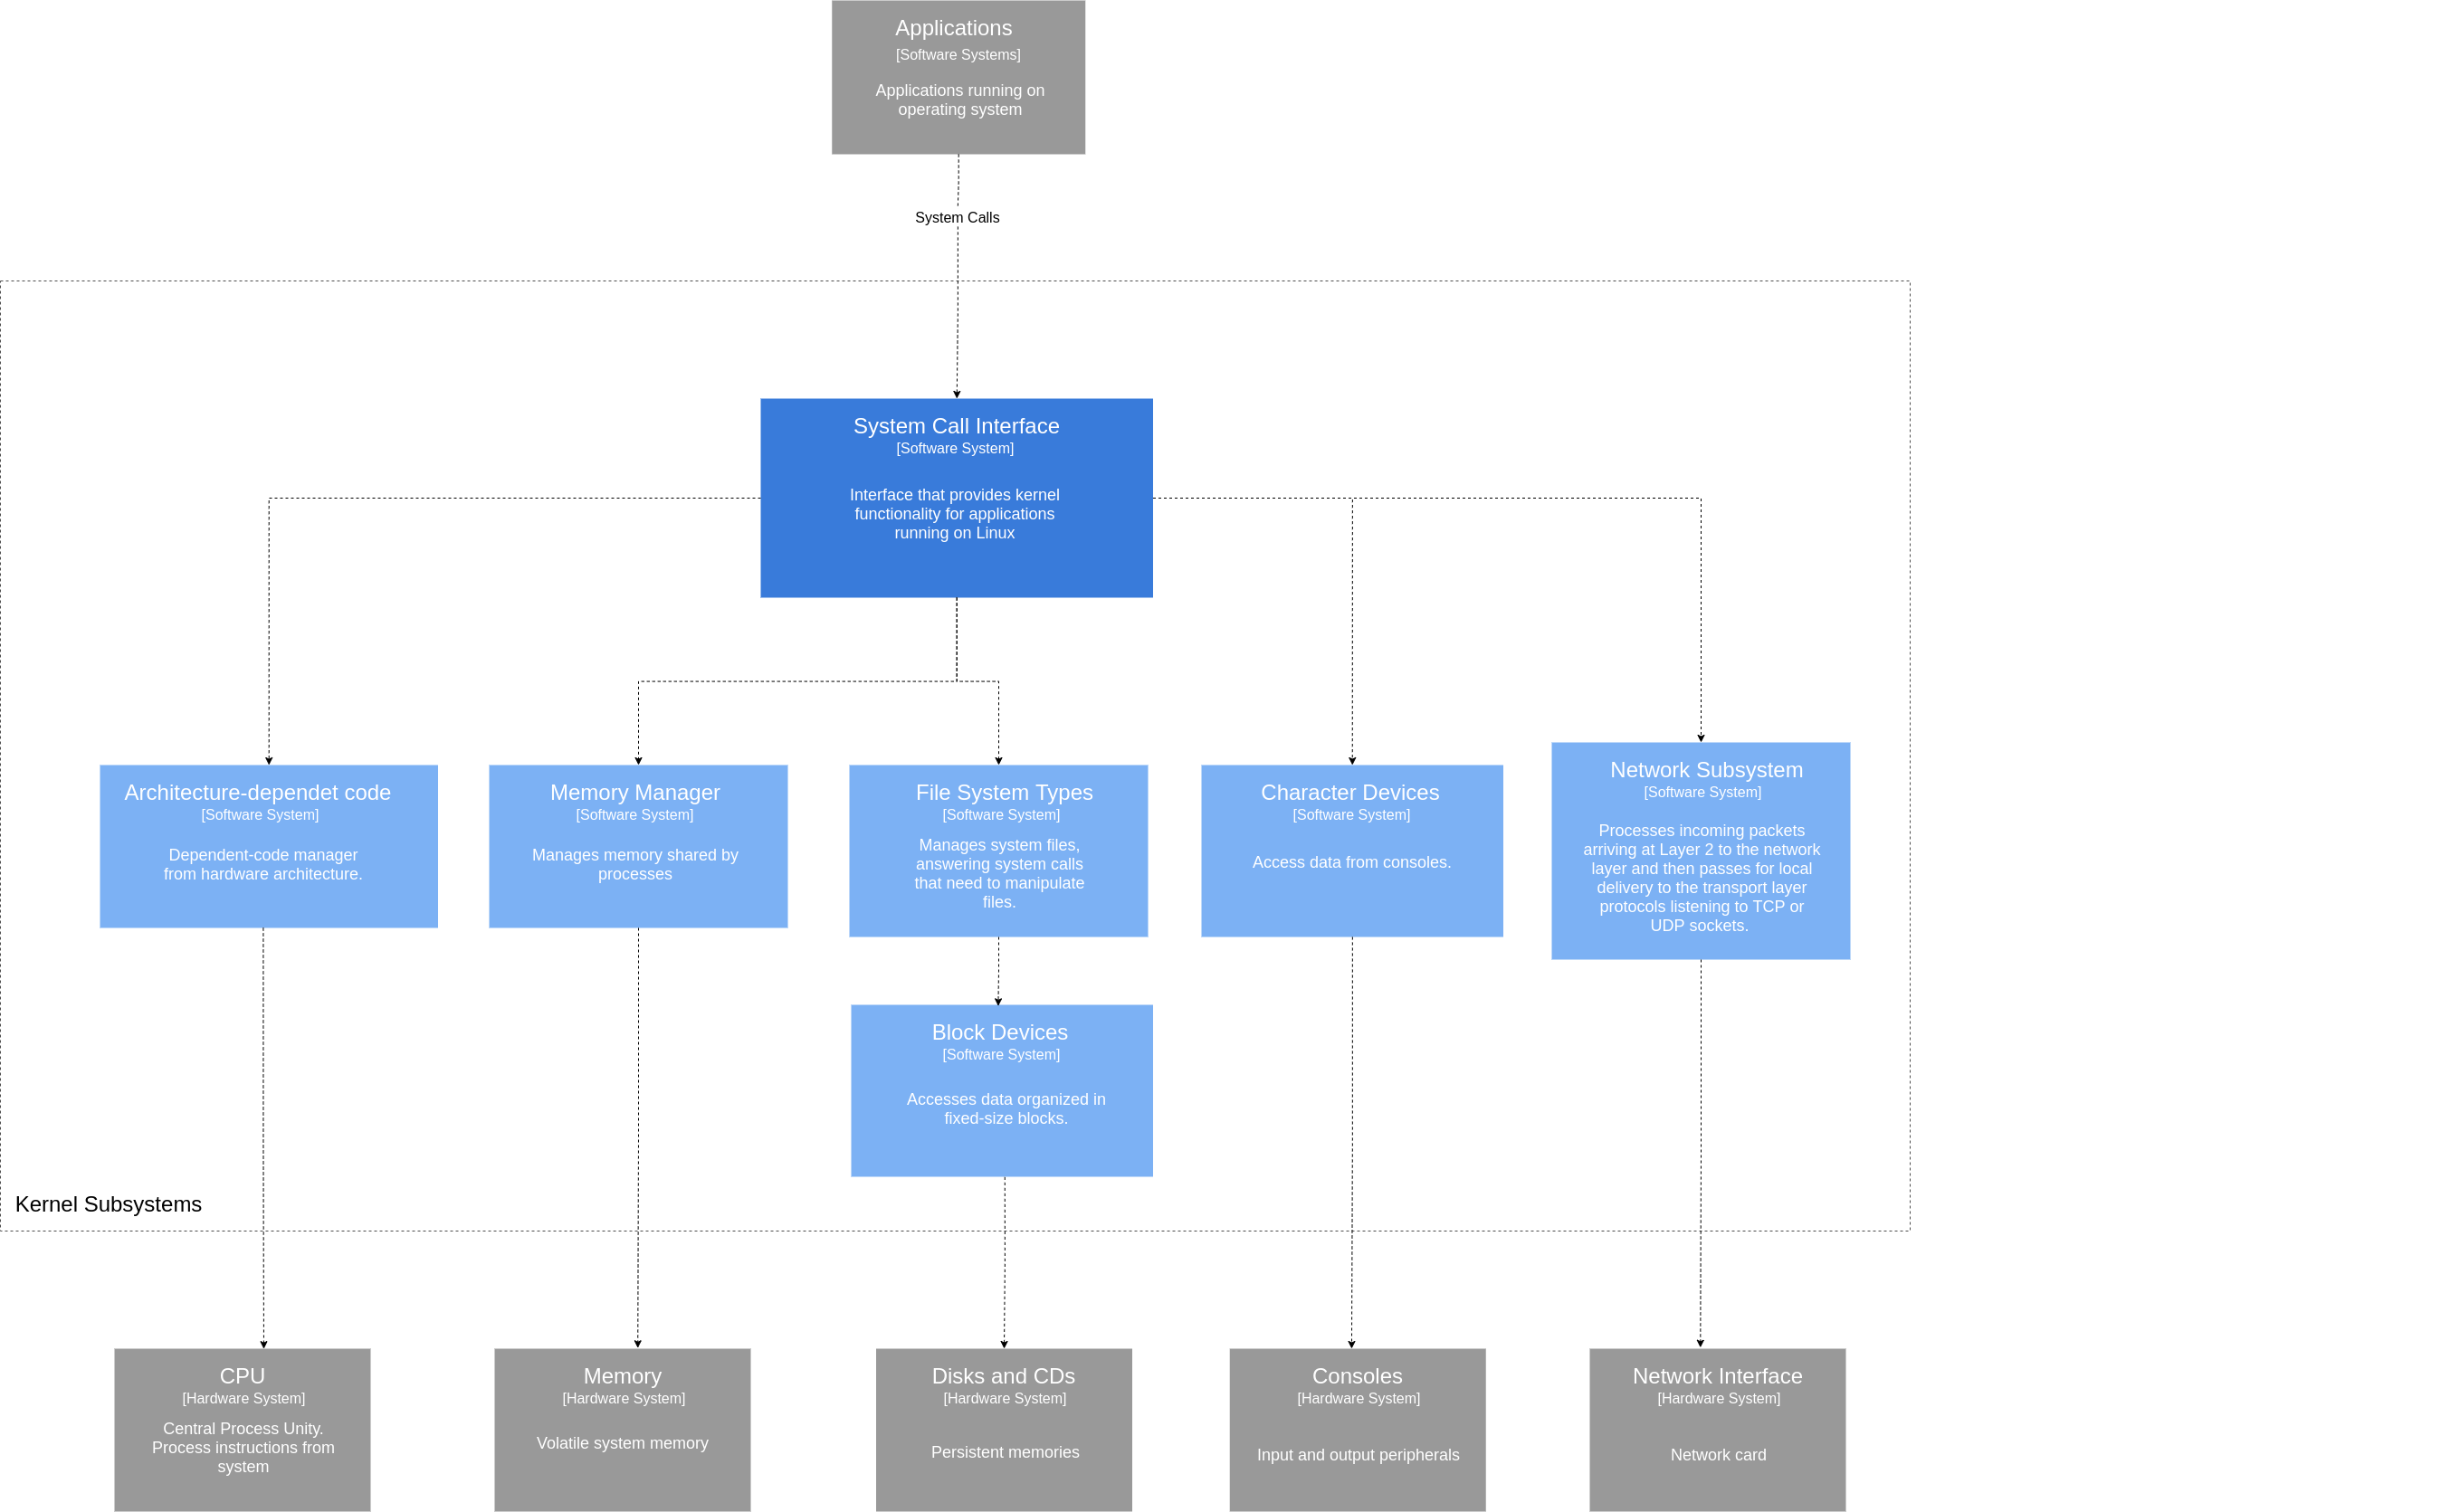 Applications
[Software Systems]
Applications running on
operating system
System Calls
System Call Interface
[Software System]
Interface that provides kernel
functionality for applications
running on Linux
Architecture-dependet code
[Software System]
Dependent-code manager
from hardware architecture.
Memory Manager
[Software System]
Manages memory shared by
processes
File System Types
[Software System]
Manages system files,
answering system calls
that need to manipulate
files.
Character Devices
[Software System]
Access data from consoles.
Network Subsystem
[Software System]
Processes incoming packets
arriving at Layer 2 to the network
layer and then passes for local
delivery to the transport layer
protocols listening to TCP or
UDP sockets.
Block Devices
[Software System]
Accesses data organized in
fixed-size blocks.
Kernel Subsystems
CPU
[Hardware System]
Central Process Unity.
Process instructions from
system
Memory
[Hardware System]
Volatile system memory
Disks and CDs
[Hardware System]
Persistent memories
Consoles
[Hardware System]
Input and output peripherals
Network Interface
[Hardware System]
Network card